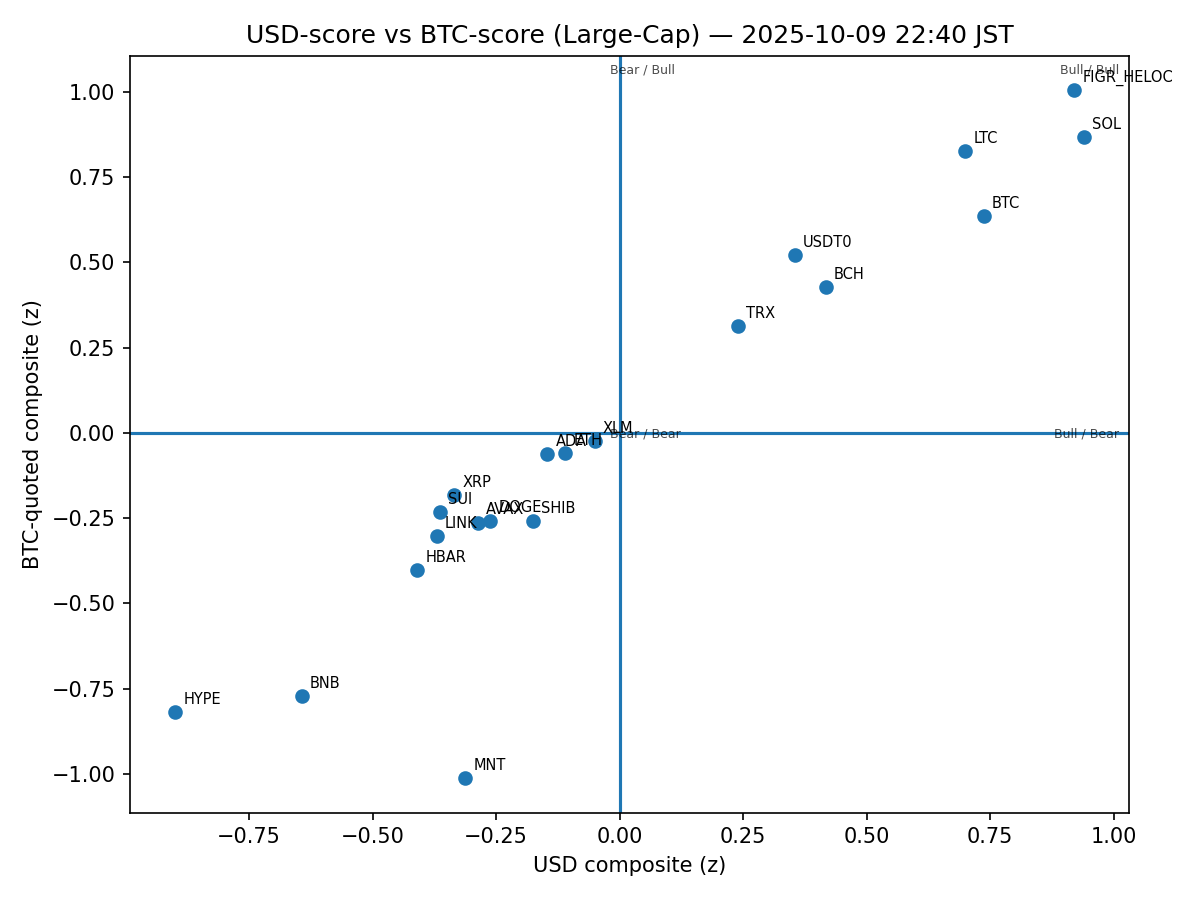 USD-score vs BTC-score (Large-Cap) — 2025-10-09 22:40 JST
Bear / Bull
Bull / Bull
FIGR_HELOC
1.00
SOL
LTC
0.75
BTC
USDT0
0.50
BCH
TRX
0.25
XLM
0.00
Bear / Bear
Bull / Bear
ADA
ETH
XRP
SUI
−0.25
LINK
AVAX
DOGE
SHIB
HBAR
−0.50
BNB
−0.75
HYPE
MNT
−1.00
BTC-quoted composite (z)
−0.75
−0.50
−0.25
0.00
0.25
0.50
0.75
1.00
USD composite (z)